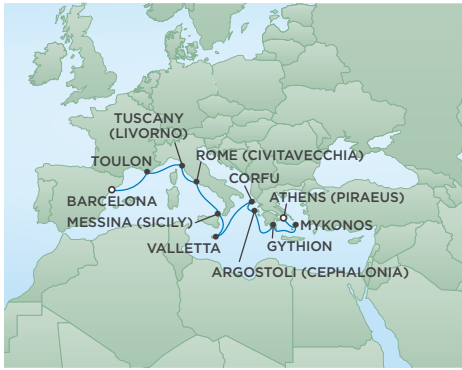 TUSCANY
(LIVORNO)
TOULON
ROME (CIVITAVECCHIA)
CORFU
BARCELONA
ATHENS (PIRAEUS)
MESSINA (SICILY)
MYKONOS
VALLETTA
GYTHION
ARGOSTOLI (CEPHALONIA)